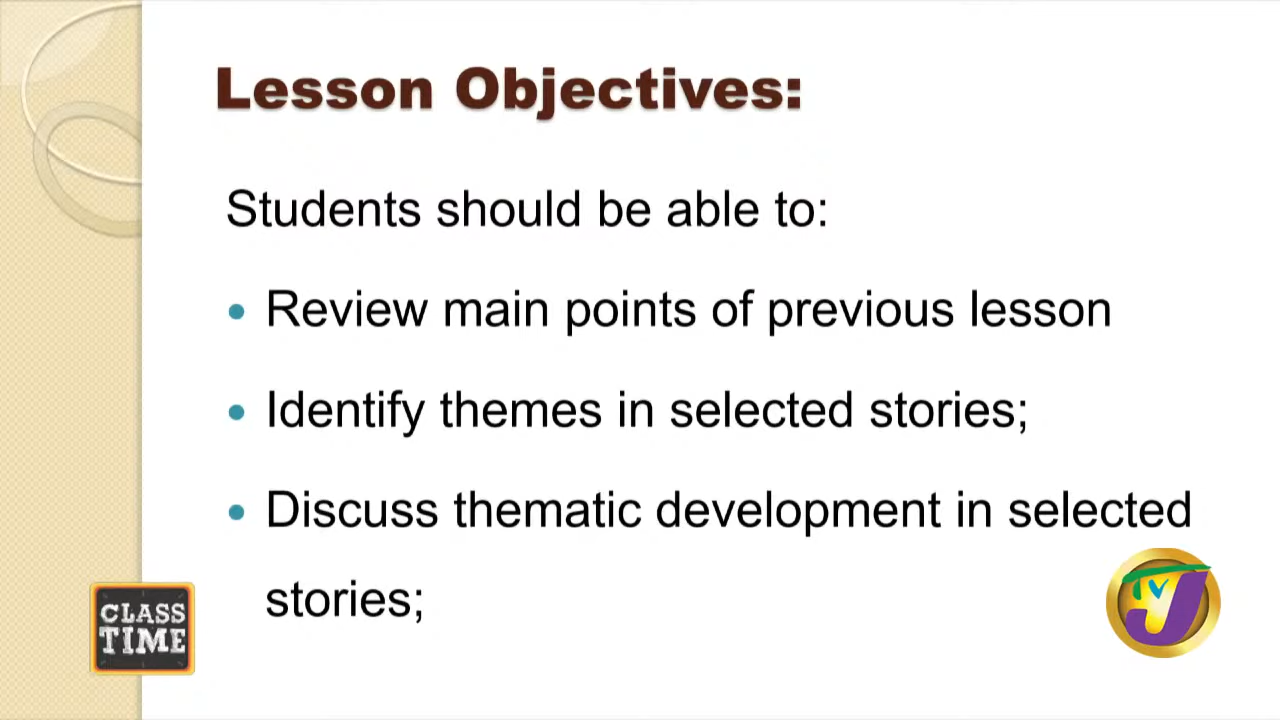 Lesson Objectives:
Students should be able to:
• Review main points of previous lesson
• Identify themes in selected stories;
• Discuss thematic development in selected
stories;
CLASS
TIME
TVJ